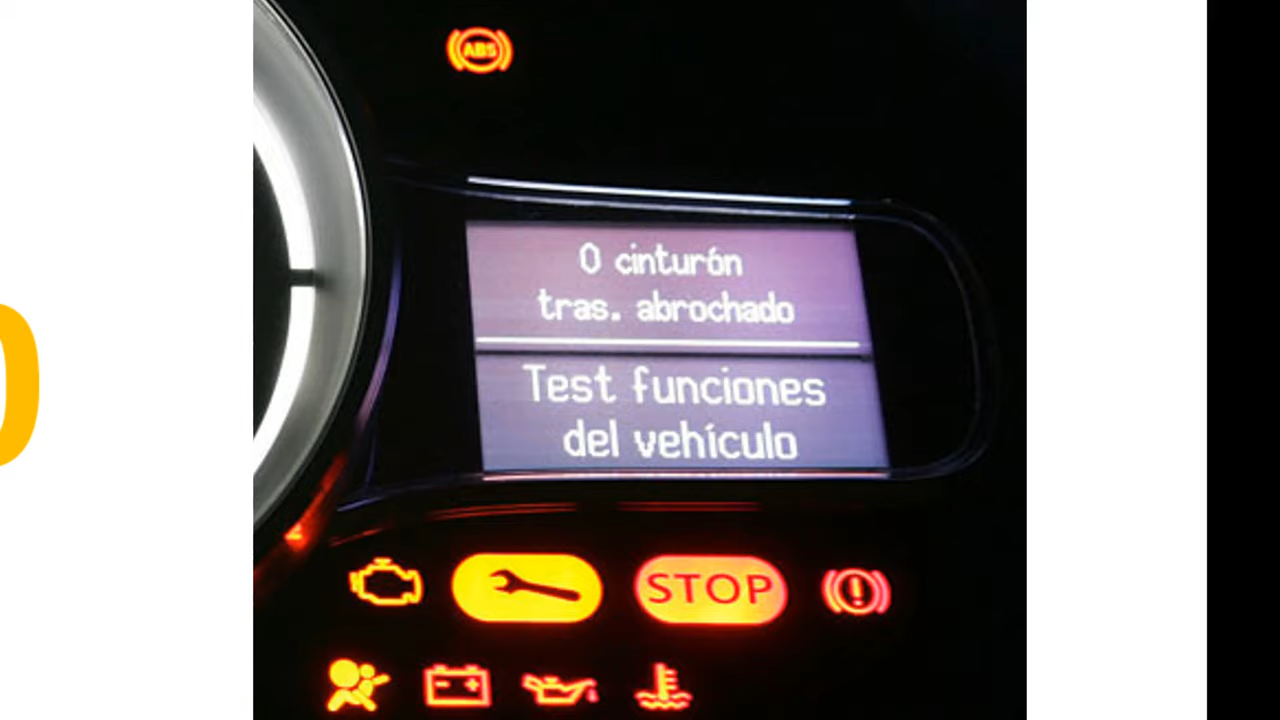 ABS
0 cinturón
tras. abrochado
Test funciones
del vehículo
STOP